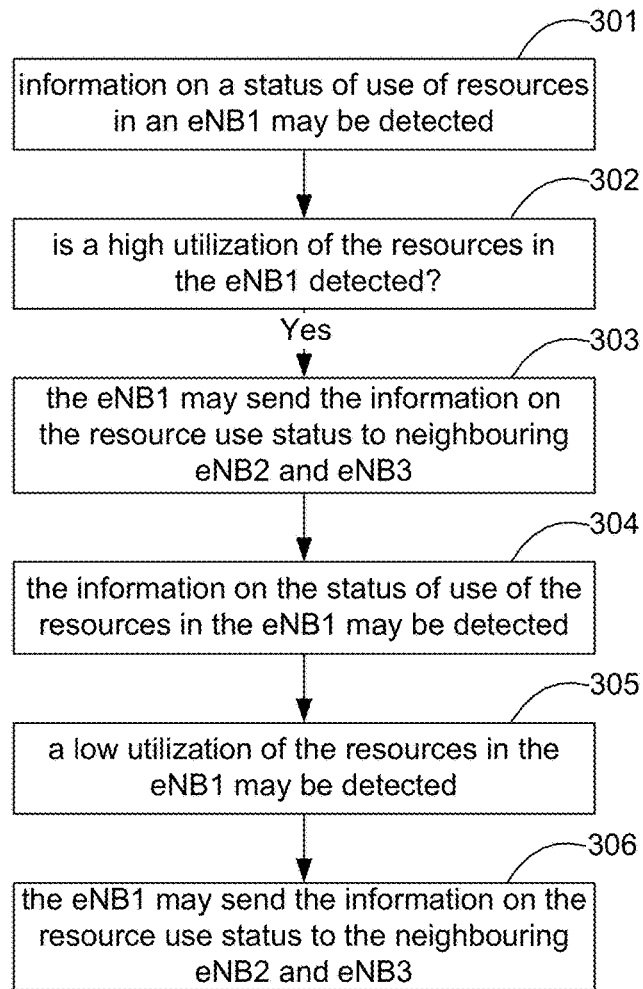 301
information on a status of use of resources
in an eNB1 may be detected
302
is a high utilization of the resources in
the eNB1 detected?
Yes
303
the eNB1 may send the information on
the resource use status to neighbouring
eNB2 and eNB3
304
the information on the status of use of the
resources in the eNB1 may be detected
305
a low utilization of the resources in the
eNB1 may be detected
306
the eNB1 may send the information on the
resource use status to the neighbouring
eNB2 and eNB3